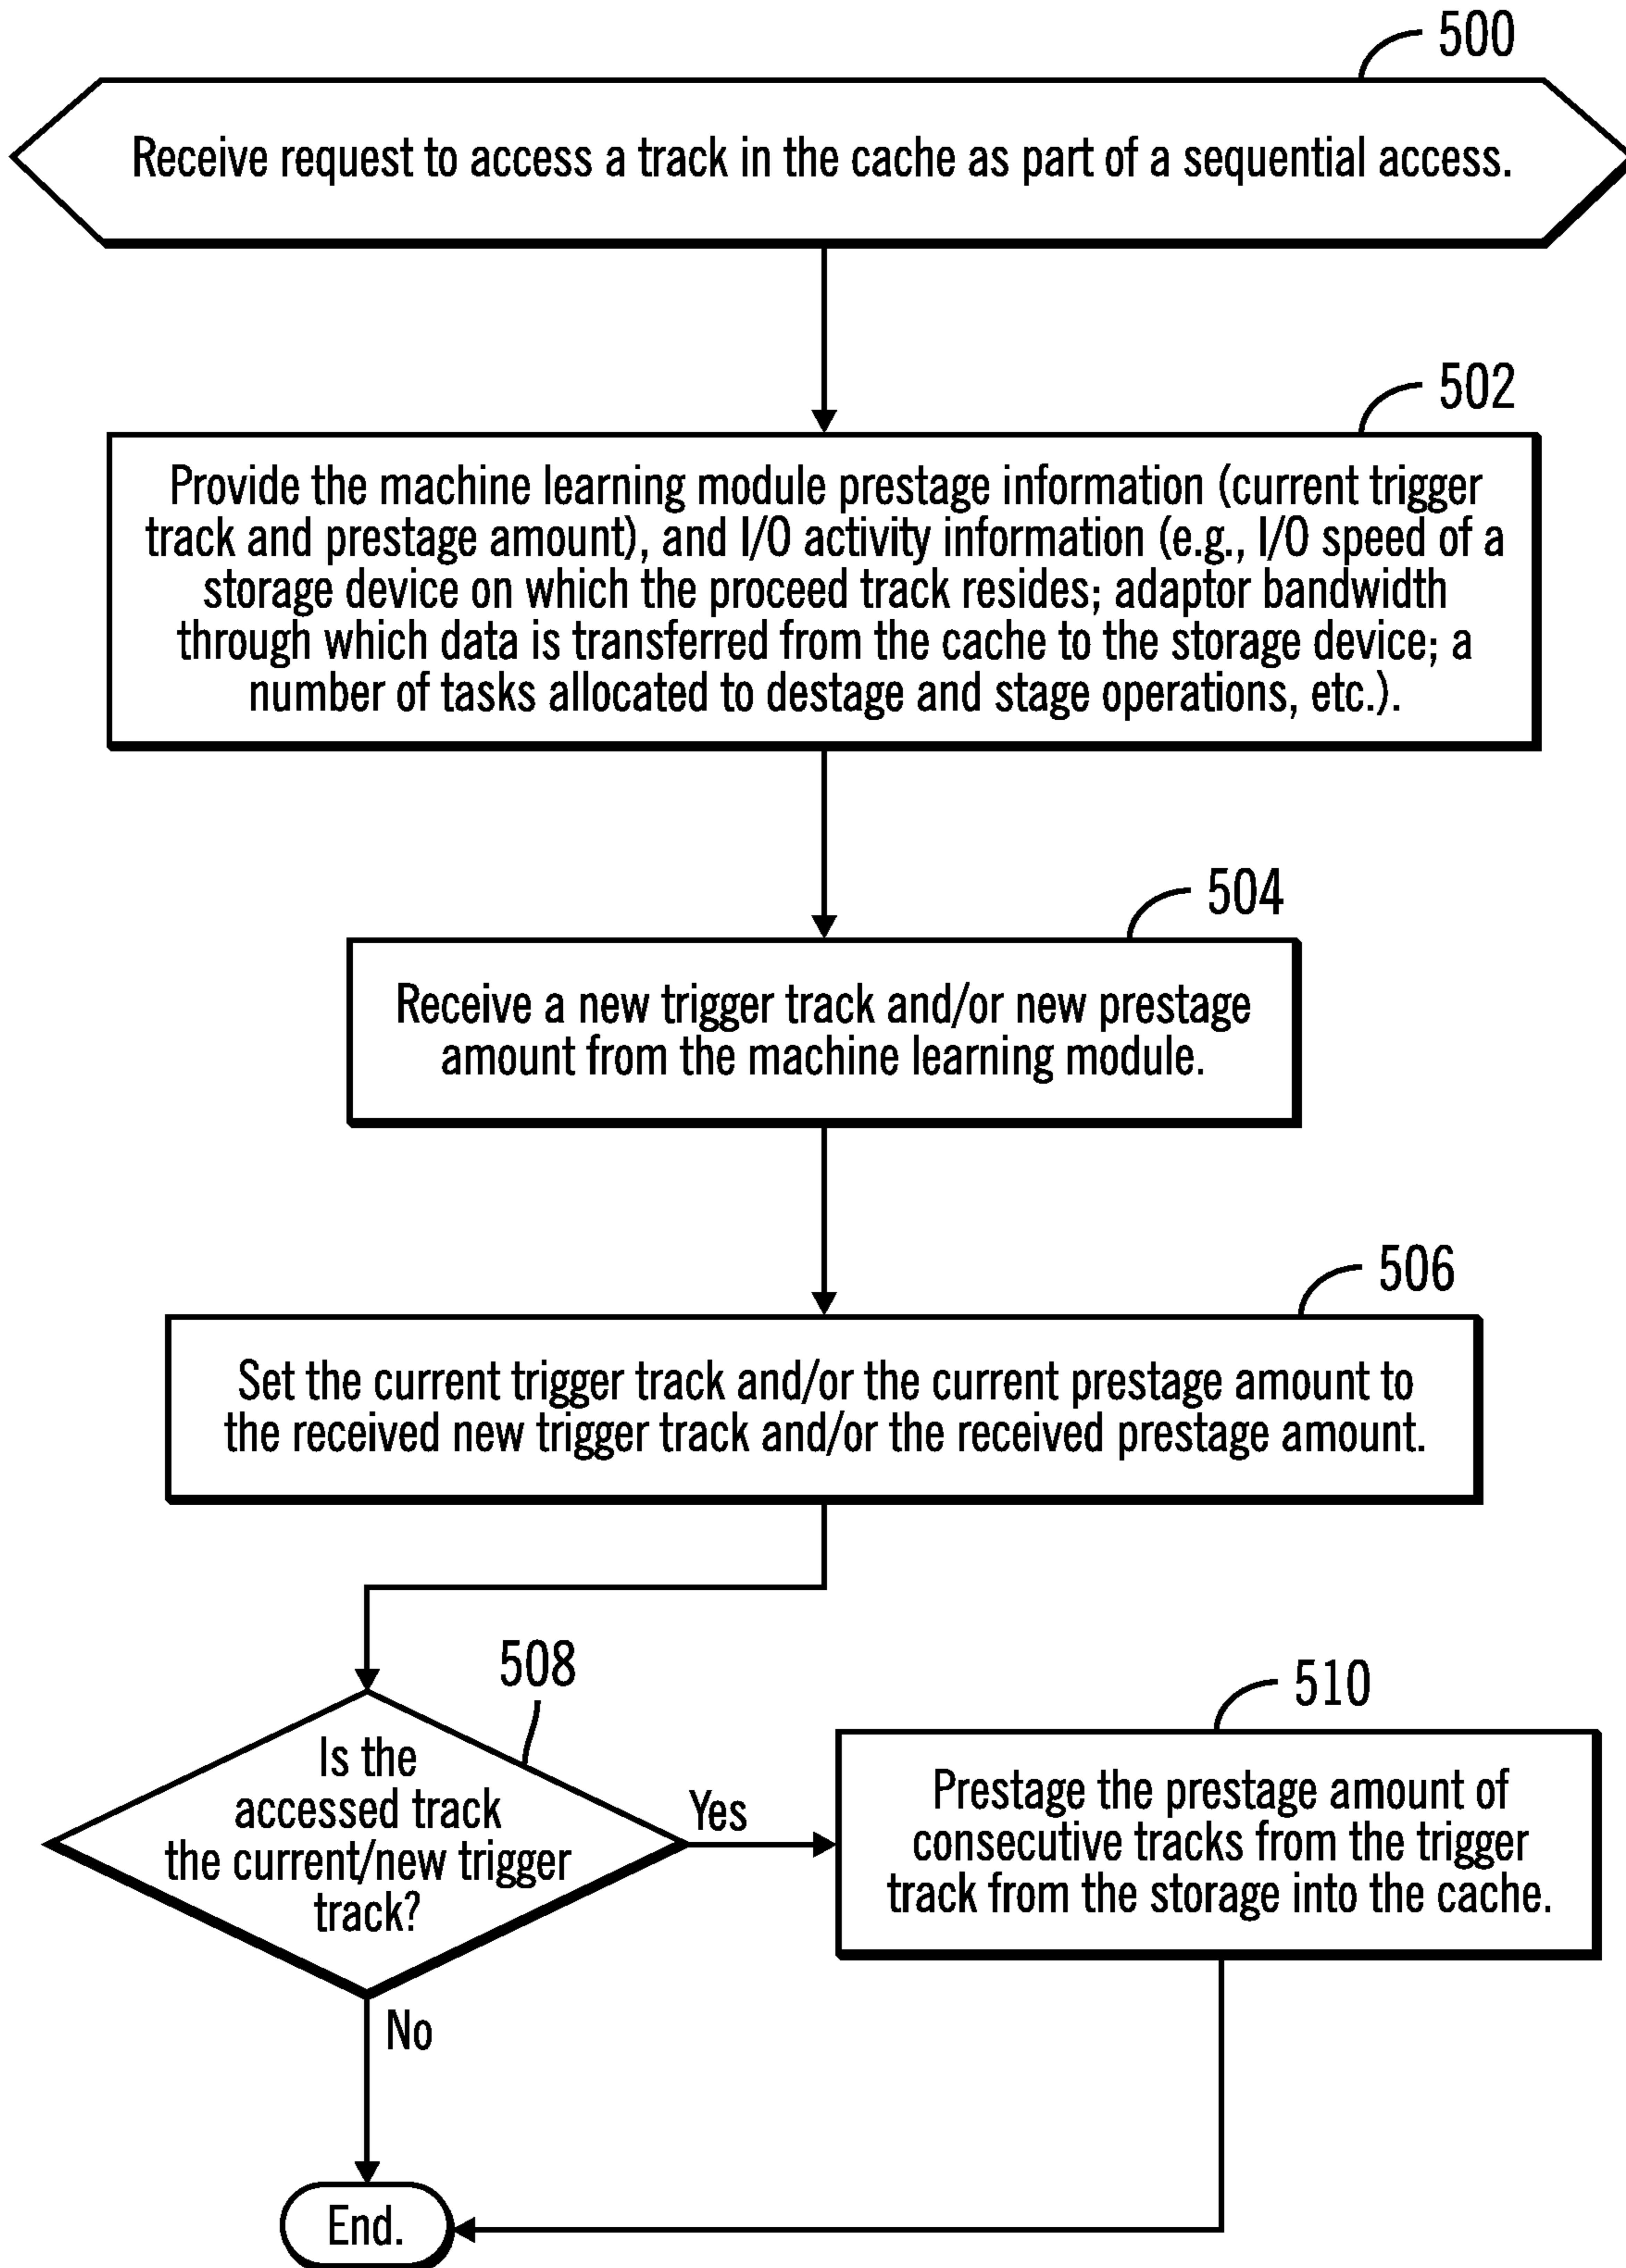 500
Receive request to access a track in the cache as part of a sequential access.
502
Provide the machine learning module prestage information (current trigger
track and prestage amount), and I/O activity information (e.g., I/O speed of a
storage device on which the proceed track resides; adaptor bandwidth
through which data is transferred from the cache to the storage device; a
number of tasks allocated to destage and stage operations, etc.).
504
Receive a new trigger track and/or new prestage
amount from the machine learning module.
506
Set the current trigger track and/or the current prestage amount to
the received new trigger track and/or the received prestage amount.
508
Is the
accessed track
the current/new trigger
track?
Yes
510
Prestage the prestage amount of
consecutive tracks from the trigger
track from the storage into the cache.
No
End.